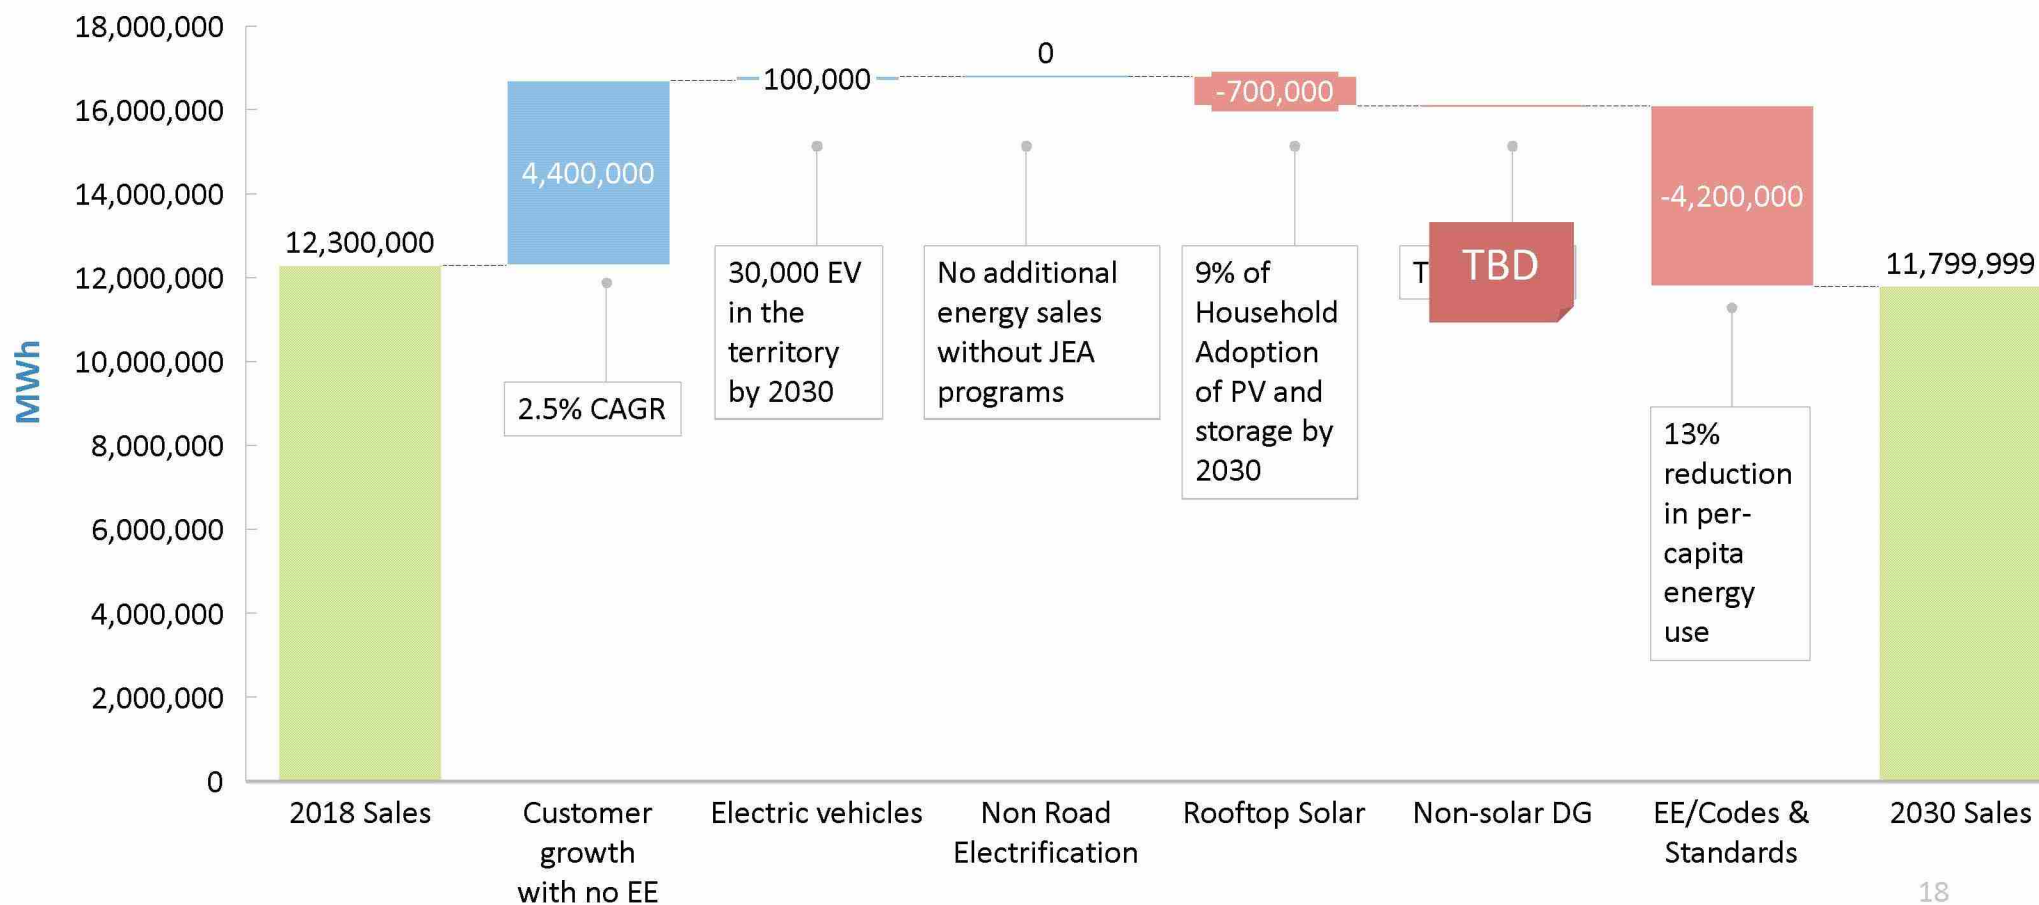 18,000,000
16,000,000
14,000,000
12,000,000
10,000,000
8,000,000
6,000,000
4,000,000
2,000,000
0
MWh
12,300,000
4,400,000
100,000
0
-700,000
-4,200,000
11,799,999
2.5% CAGR
30,000 EV
in the
territory
by 2030
No additional
energy sales
without JEA
programs
9% of
Household
Adoption
of PV and
storage by
2030
T
TBD
13%
reduction
in per-
capita
energy
use
2018 Sales
Customer
growth
with no EE
Electric vehicles
Non Road
Electrification
Rooftop Solar
Non-solar DG
EE/Codes &
Standards
2030 Sales
18